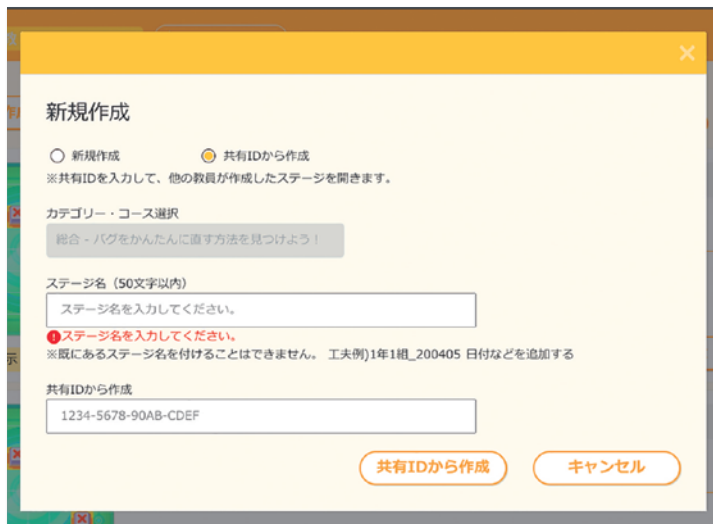 新規作成
新規作成 共有IDから作成
※共有IDを入力して、他の教員が作成したステージを開きます。
カテゴリー・コース選択
総合 - バグをかんたんに直す方法を見つけよう！
ステージ名（50文字以内）
ステージ名を入力してください。
ステージ名を入力してください。
※既にあるステージ名を付けることはできません。 工夫例)1年1組_200405 日付などを追加する
共有IDから作成
1234-5678-90AB-CDEF
共有IDから作成 キャンセル